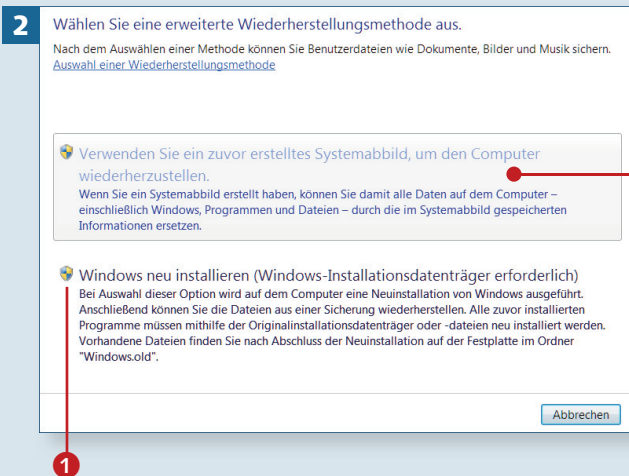 2
Wählen Sie eine erweiterte Wiederherstellungsmethode aus.
Nach dem Auswählen einer Methode können Sie Benutzerdateien wie Dokumente, Bilder und Musik sichern.
Auswahl einer Wiederherstellungsmethode
Verwenden Sie ein zuvor erstelltes Systemabbild, um den Computer
wiederherzustellen.
Wenn Sie ein Systemabbild erstellt haben, können Sie damit alle Daten auf dem Computer –
einschließlich Windows, Programmen und Dateien – durch die im Systemabbild gespeicherten
Informationen ersetzen.
Windows neu installieren (Windows-Installationsdatenträger erforderlich)
Bei Auswahl dieser Option wird auf dem Computer eine Neuinstallation von Windows ausgeführt.
Anschließend können Sie die Dateien aus einer Sicherung wiederherstellen. Alle zuvor installierten
Programme müssen mithilfe der Originalinstallationsdatenträger oder -dateien neu installiert werden.
Vorhandene Dateien finden Sie nach Abschluss der Neuinstallation auf der Festplatte im Ordner
"Windows.old".
Abbrechen
1